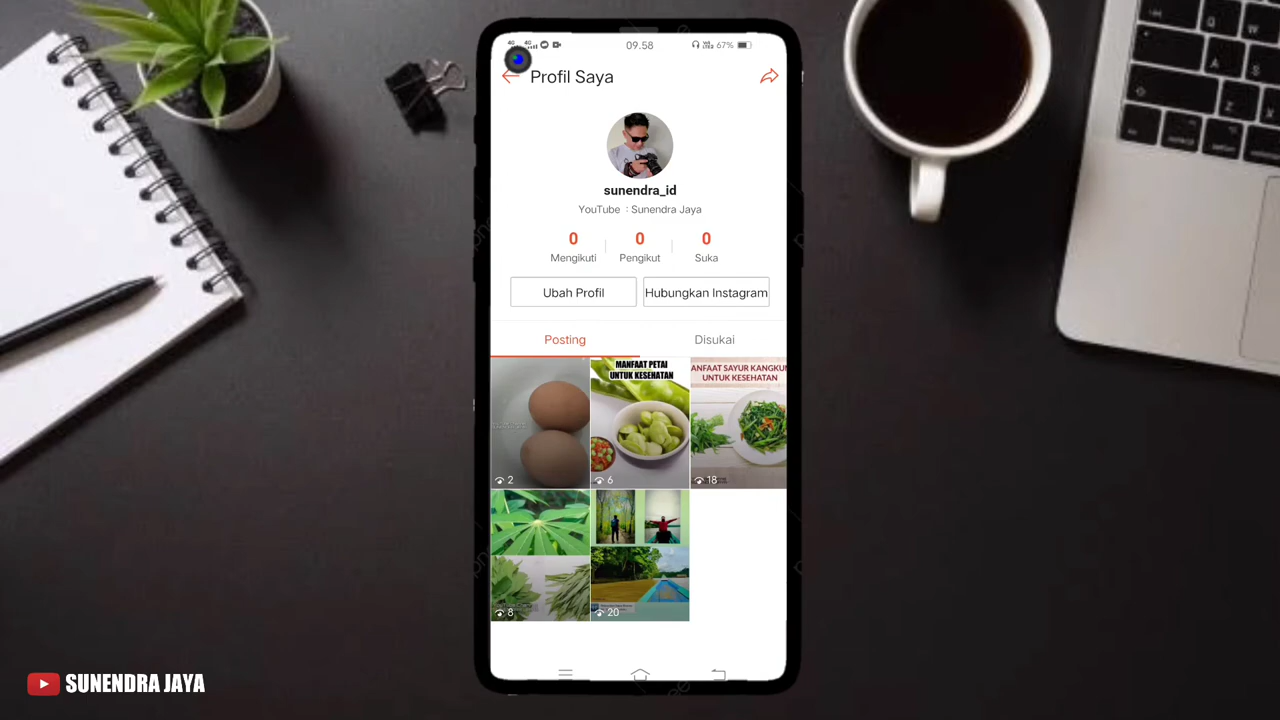 09.58
67%
Profil Saya
sunendra_id
YouTube : Sunendra Jaya
0 0 0
Mengikuti Pengikut Suka
Ubah Profil Hubungkan Instagram
Posting Disukai
MANFAAT PETAI
UNTUK KESEHATAN
ANFAAT SAYUR KANGKUN
UNTUK KESEHATAN
2 6 18
8 20
SUNENDRA JAYA